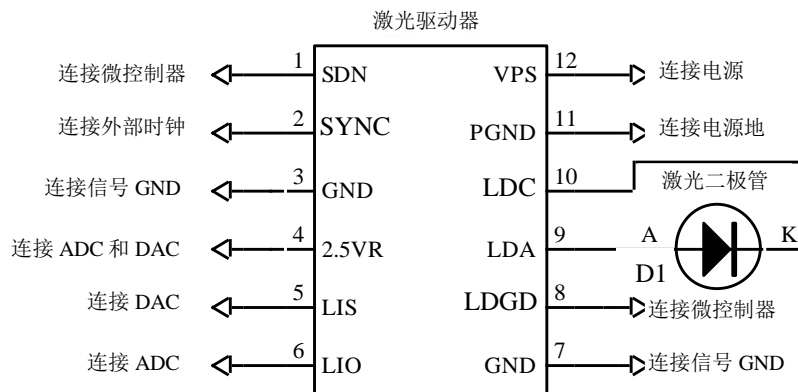 激光驱动器
连接微控制器 1 SDN VPS 12 连接电源
连接外部时钟 2 SYNC PGND 11 连接电源地
连接信号 GND 3 GND LDC 10 激光二极管
连接 ADC 和 DAC 4 2.5VR LDA 9 A K
D1
连接 DAC 5 LIS LDGD 8 连接微控制器
连接 ADC 6 LIO GND 7 连接信号 GND